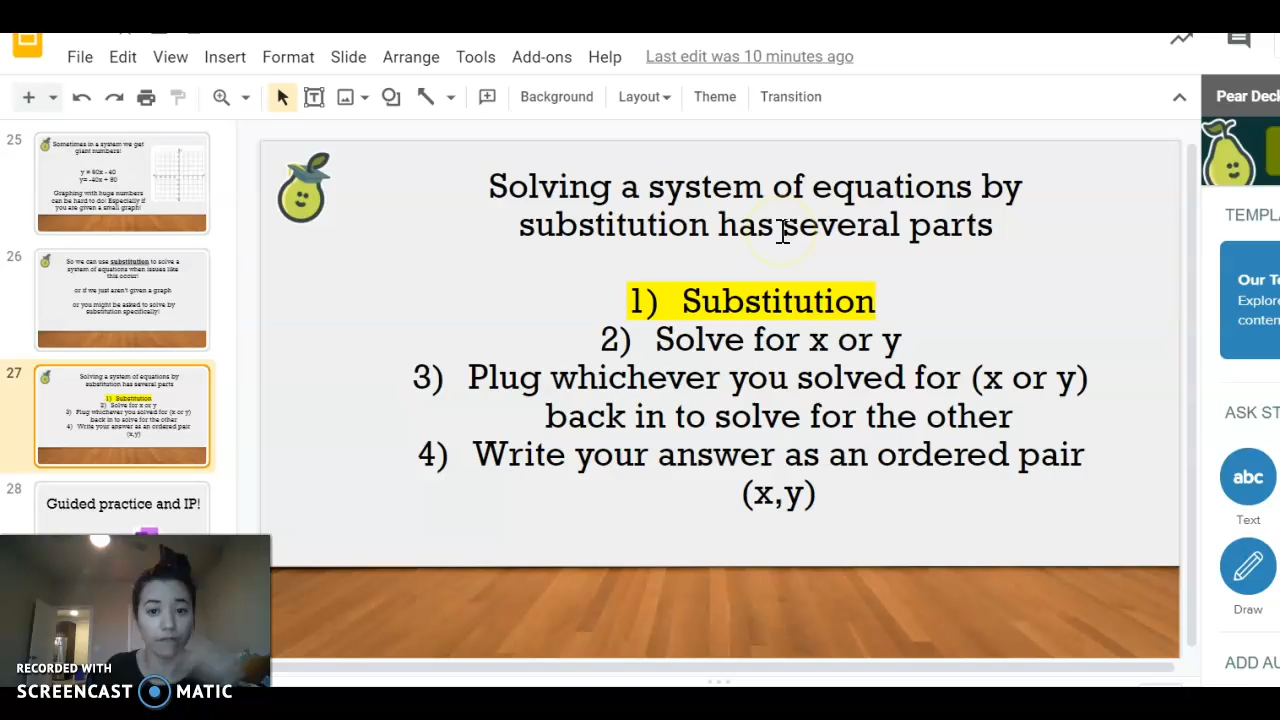 File Edit View Insert Format Slide Arrange Tools Add-ons Help Last edit was 10 minutes ago
Background Layout Theme Transition
Pear Deck
25
Sometimes in a system we get
giant numbers!
y = 60x - 40
y= -40x + 80
Graphing with huge numbers
can be hard to do! Especially if
you are given a small graph!
26
So we can use substitution to solve a
system of equations when issues like
this occur!
or if we just aren't given a graph
or you might be asked to solve by
substitution specifically!
27
Solving a system of equations by
substitution has several parts
1) Substitution
2) Solve for x or y
3) Plug whichever you solved for (x or y)
back in to solve for the other
4) Write your answer as an ordered pair
(x,y)
28
Guided practice and IP!
Solving a system of equations by
substitution has several parts
1) Substitution
2) Solve for x or y
3) Plug whichever you solved for (x or y)
back in to solve for the other
4) Write your answer as an ordered pair
(x,y)
TEMPLA
Our Te
Explore
conten
ASK ST
abc
Text
Draw
ADD AU
RECORDED WITH
SCREENCAST MATIC